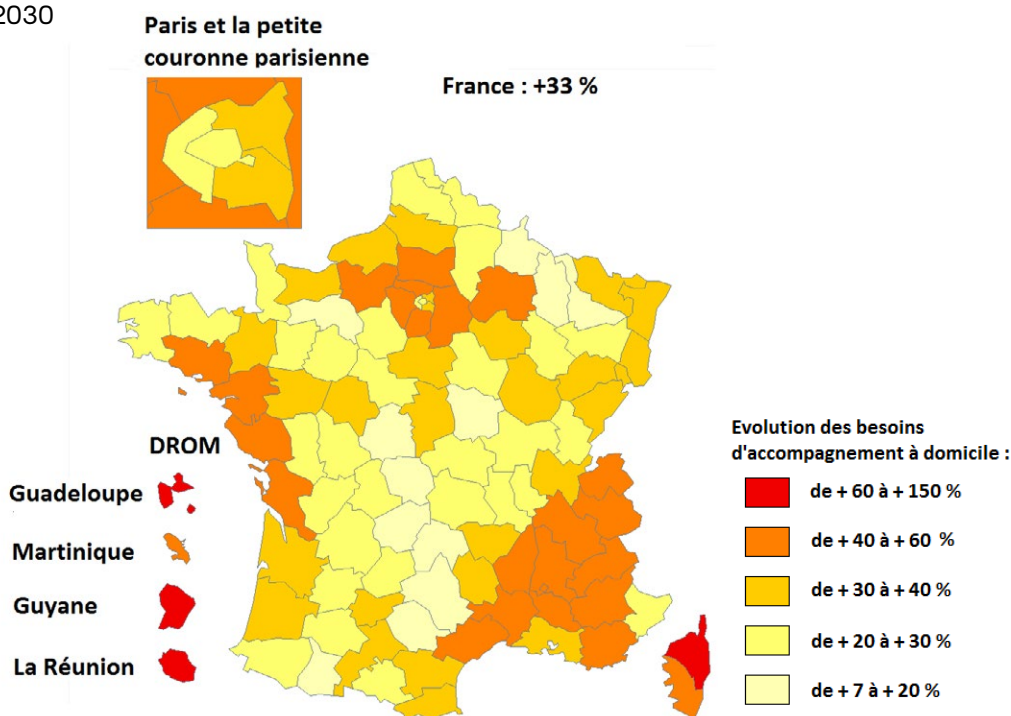 2030
Paris et la petite
couronne parisienne
France : +33 %
DROM
Guadeloupe
Martinique
Guyane
La Réunion
Evolution des besoins
d'accompagnement à domicile :
de + 60 à + 150 %
de + 40 à + 60 %
de + 30 à + 40 %
de + 20 à + 30 %
de + 7 à + 20 %